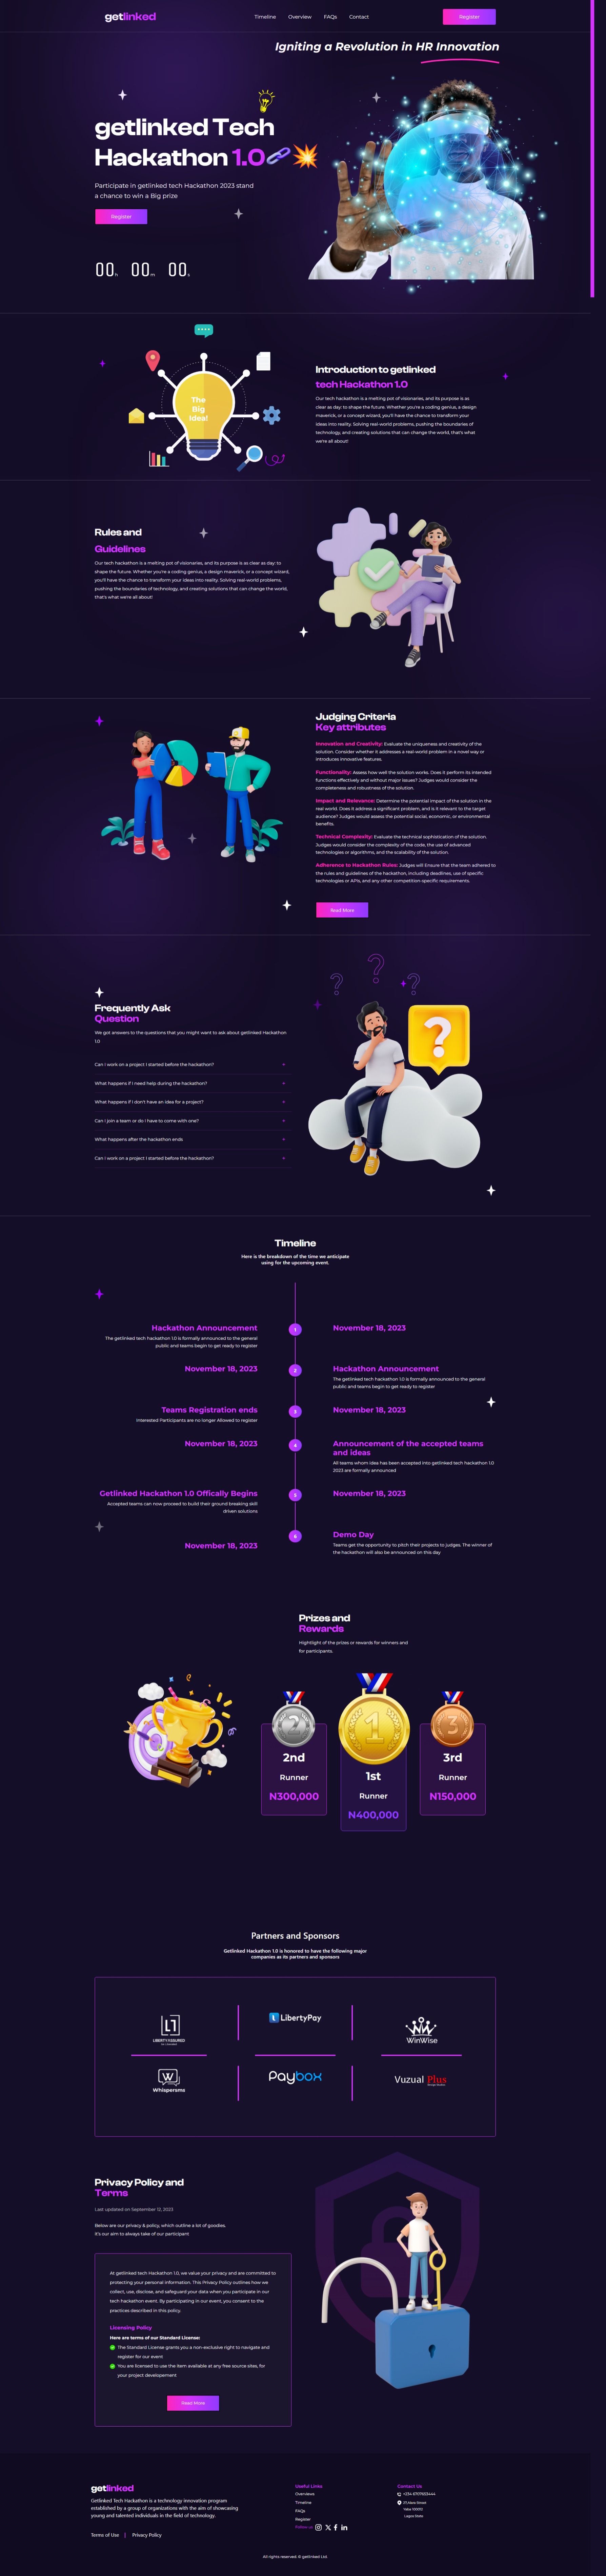 getlinked
Timeline
Overview
FAQs
Contact
Register
Igniting a Revolution in HR Innovation
getlinked Tech
Hackathon 1.0
Participate in getlinked tech Hackathon 2023 stand
a chance to win a Big prize
Register
00H 00M 00S
The
Big
Idea!
Introduction to getlinked
tech Hackathon 1.0
Our tech hackathon is a melting pot of visionaries, and its purpose is as
clear as day: to shape the future. Whether you're a coding genius, a design
maverick, or a concept wizard, you'll have the chance to transform your
ideas into reality. Solving real-world problems, pushing the boundaries of
technology, and creating solutions that can change the world, that's what
we're all about!
Rules and
Guidelines
Our tech hackathon is a melting pot of visionaries, and its purpose is as clear as day: to
shape the future. Whether you're a coding genius, a design maverick, or a concept wizard,
you'll have the chance to transform your ideas into reality. Solving real-world problems,
pushing the boundaries of technology, and creating solutions that can change the world,
that's what we're all about!
Judging Criteria
Key attributes
Innovation and Creativity: Evaluate the uniqueness and creativity of the
solution. Consider whether it addresses a real-world problem in a novel way or
introduces innovative features.
Functionality: Assess how well the solution works. Does it perform its intended
functions effectively and without major issues? Judges would consider the
completeness and robustness of the solution.
Impact and Relevance: Determine the potential impact of the solution in the
real world. Does it address a significant problem, and is it relevant to the target
audience? Judges would assess the potential social, economic, or environmental
benefits.
Technical Complexity: Evaluate the technical sophistication of the solution.
Judges would consider the complexity of the code, the use of advanced
technologies or algorithms, and the scalability of the solution.
Adherence to Hackathon Rules: Judges will Ensure that the team adhered to
the rules and guidelines of the hackathon, including deadlines, use of specific
technologies or APIs, and any other competition-specific requirements.
Read More
Frequently Ask
Question
We got answers to the questions that you might want to ask about getlinked Hackathon
1.0
Can I work on a project I started before the hackathon? +
What happens if I need help during the hackathon? +
What happens if I don't have an idea for a project? +
Can I join a team or do I have to come with one? +
What happens after the hackathon ends +
Can I work on a project I started before the hackathon? +
? ? ?
?
Timeline
Here is the breakdown of the time we anticipate
using for the upcoming event.
Hackathon Announcement
The getlinked tech hackathon 1.0 is formally announced to the general
public and teams begin to get ready to register
1
November 18, 2023
November 18, 2023
2
Hackathon Announcement
The getlinked tech hackathon 1.0 is formally announced to the general
public and teams begin to get ready to register
Teams Registration ends
Interested Participants are no longer Allowed to register
3
November 18, 2023
November 18, 2023
4
Announcement of the accepted teams
and ideas
All teams whom idea has been accepted into getlinked tech hackathon 1.0
2023 are formally announced
Getlinked Hackathon 1.0 Offically Begins
Accepted teams can now proceed to build their ground breaking skill
driven solutions
5
November 18, 2023
November 18, 2023
6
Demo Day
Teams get the opportunity to pitch their projects to judges. The winner of
the hackathon will also be announced on this day
Prizes and
Rewards
Hightlight of the prizes or rewards for winners and
for participants.
2
2nd
Runner
N300,000
1
1st
Runner
N400,000
3
3rd
Runner
N150,000
Partners and Sponsors
Getlinked Hackathon 1.0 is honored to have the following major
companies as its partners and sponsors
LIBERTY ASSURED
LibertyPay
WinWise
Whispersms
Paybox
Vuzual Plus
Privacy Policy and
Terms
Last updated on September 12, 2023
Below are our privacy & policy, which outline a lot of goodies.
it's our aim to always take of our participant
At getlinked tech Hackathon 1.0, we value your privacy and are committed to
protecting your personal information. This Privacy Policy outlines how we
collect, use, disclose, and safeguard your data when you participate in our
tech hackathon event. By participating in our event, you consent to the
practices described in this policy.
Licensing Policy
Here are terms of our Standard License:
The Standard License grants you a non-exclusive right to navigate and
register for our event
You are licensed to use the item available at any free source sites, for
your project developement
Read More
getlinked
Getlinked Tech Hackathon is a technology innovation program
established by a group of organizations with the aim of showcasing
young and talented individuals in the field of technology.
Terms of Use | Privacy Policy
Useful Links
Overviews
Timeline
FAQs
Register
Follow us
Contact Us
+234 6707653444
27,Alara Street
Yaba 100012
Lagos State
All rights reserved. © getlinked Ltd.